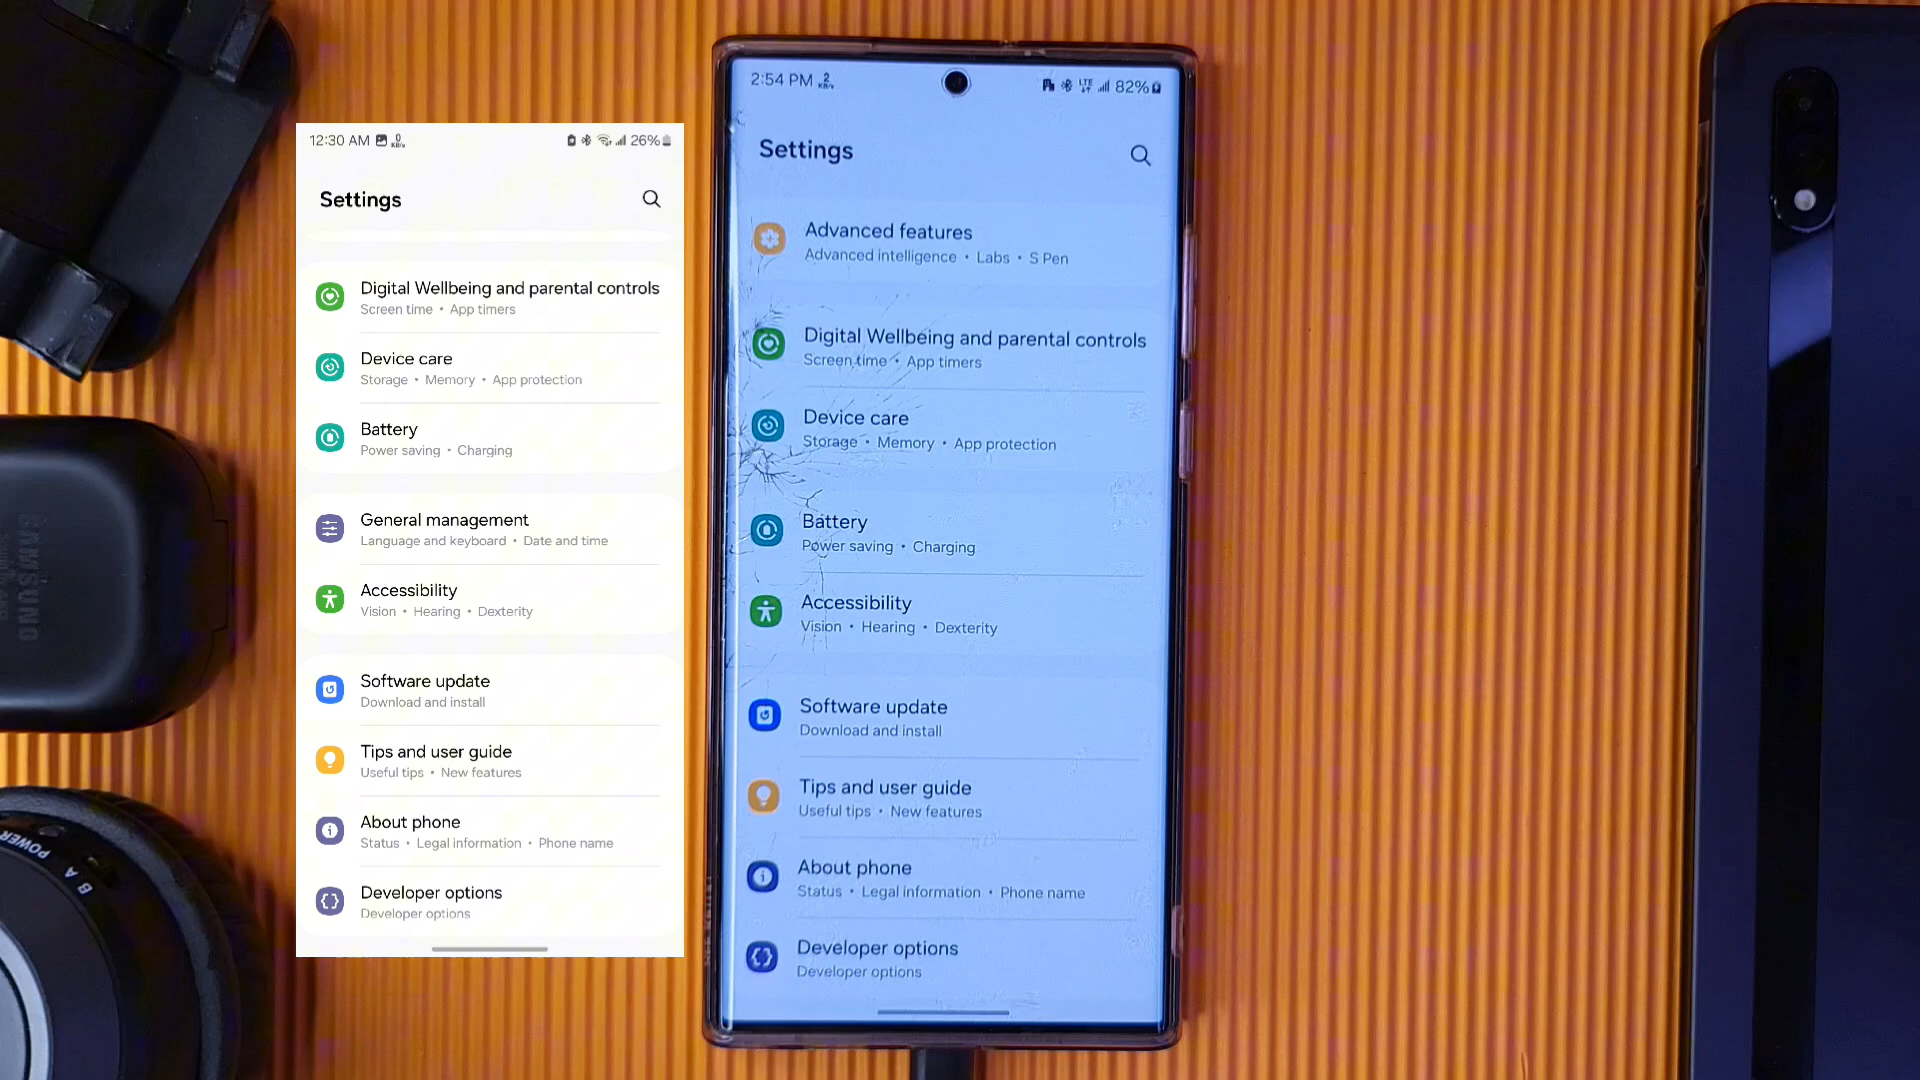 12:30 AM 0 KB/s 26%
Settings
Digital Wellbeing and parental controls
Screen time • App timers
Device care
Storage • Memory • App protection
Battery
Power saving • Charging
General management
Language and keyboard • Date and time
Accessibility
Vision • Hearing • Dexterity
Software update
Download and install
Tips and user guide
Useful tips • New features
About phone
Status • Legal information • Phone name
Developer options
Developer options
2:54 PM 2 KB/s LTE 82%
Settings
Advanced features
Advanced intelligence • Labs • S Pen
Digital Wellbeing and parental controls
Screen time • App timers
Device care
Storage • Memory • App protection
Battery
Power saving • Charging
Accessibility
Vision • Hearing • Dexterity
Software update
Download and install
Tips and user guide
Useful tips • New features
About phone
Status • Legal information • Phone name
Developer options
Developer options
SAMSUNG
POWER
A
B